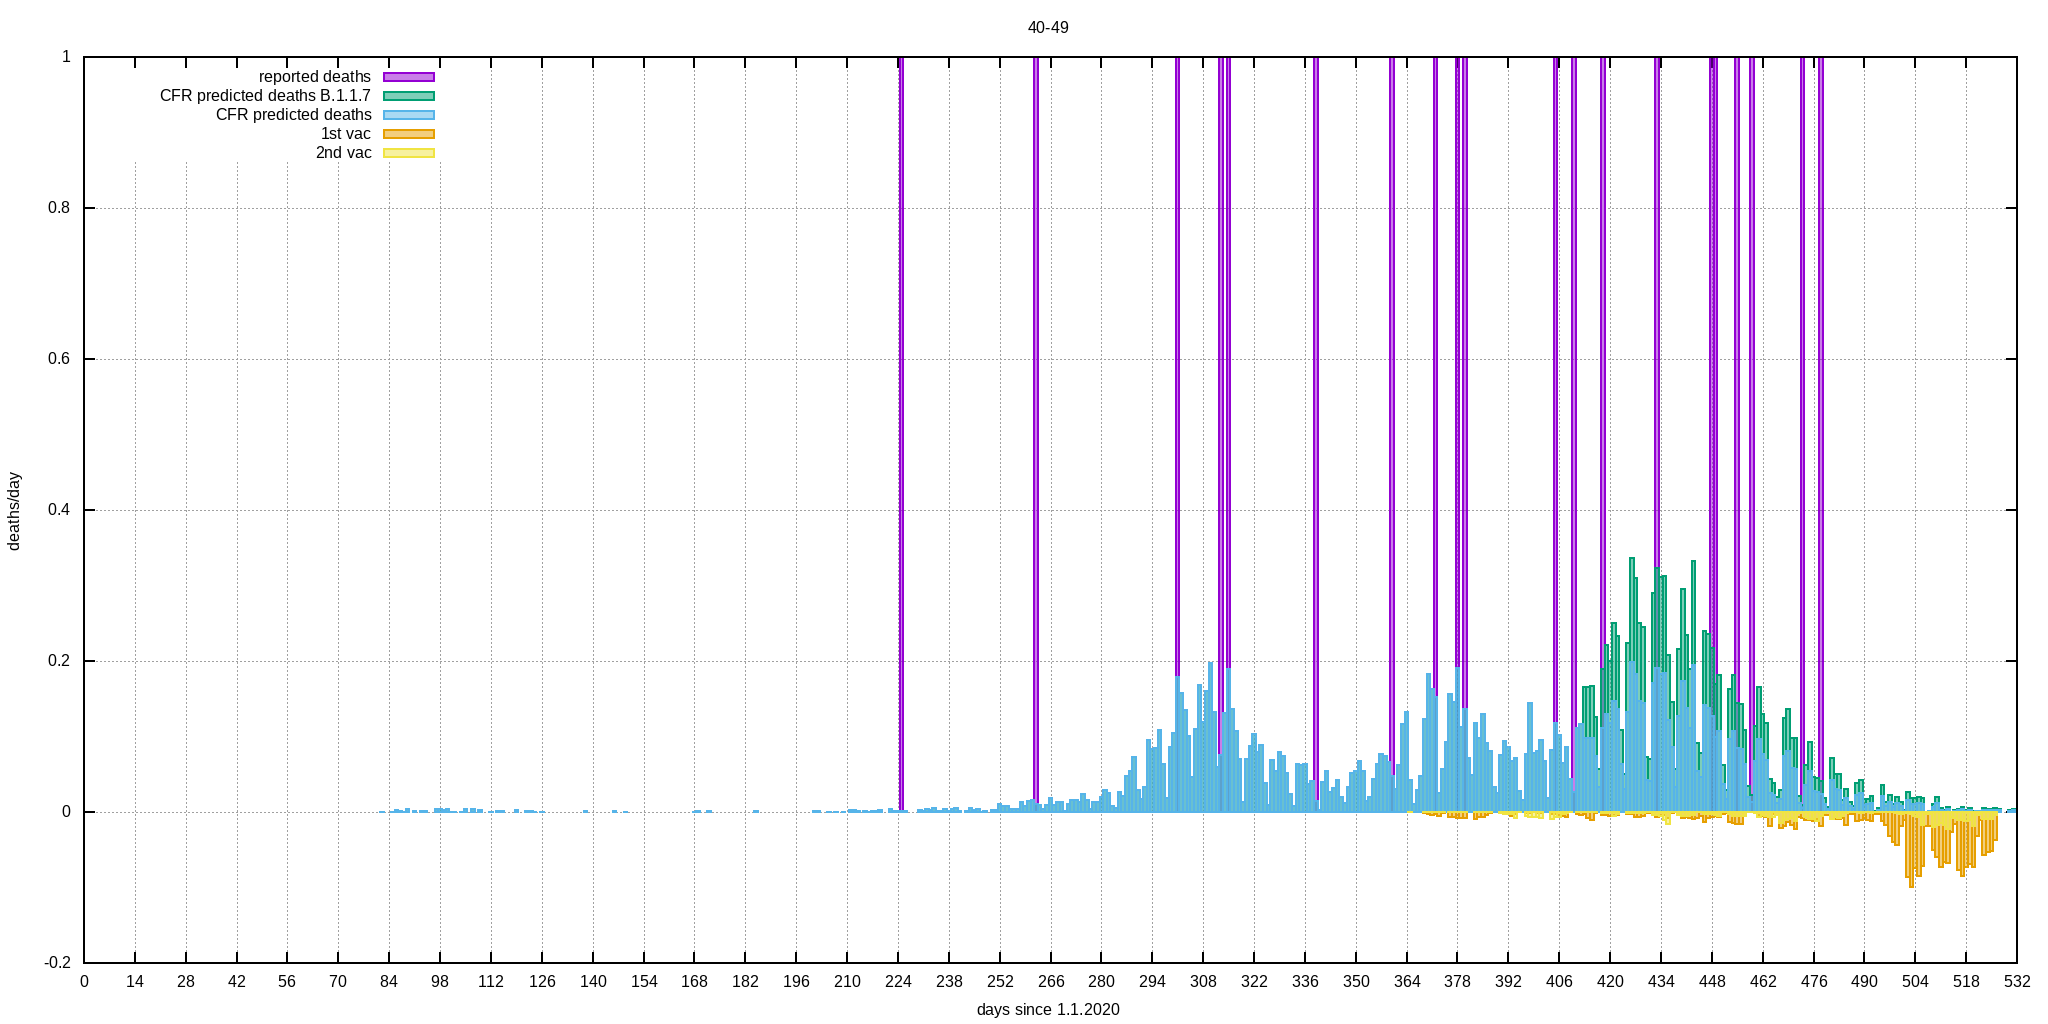 40-49
reported deaths
CFR predicted deaths B.1.1.7
CFR predicted deaths
1st vac
2nd vac
1
0.8
0.6
0.4
0.2
0
-0.2
deaths/day
0 14 28 42 56 70 84 98 112 126 140 154 168 182 196 210 224 238 252 266 280 294 308 322 336 350 364 378 392 406 420 434 448 462 476 490 504 518 532
days since 1.1.2020